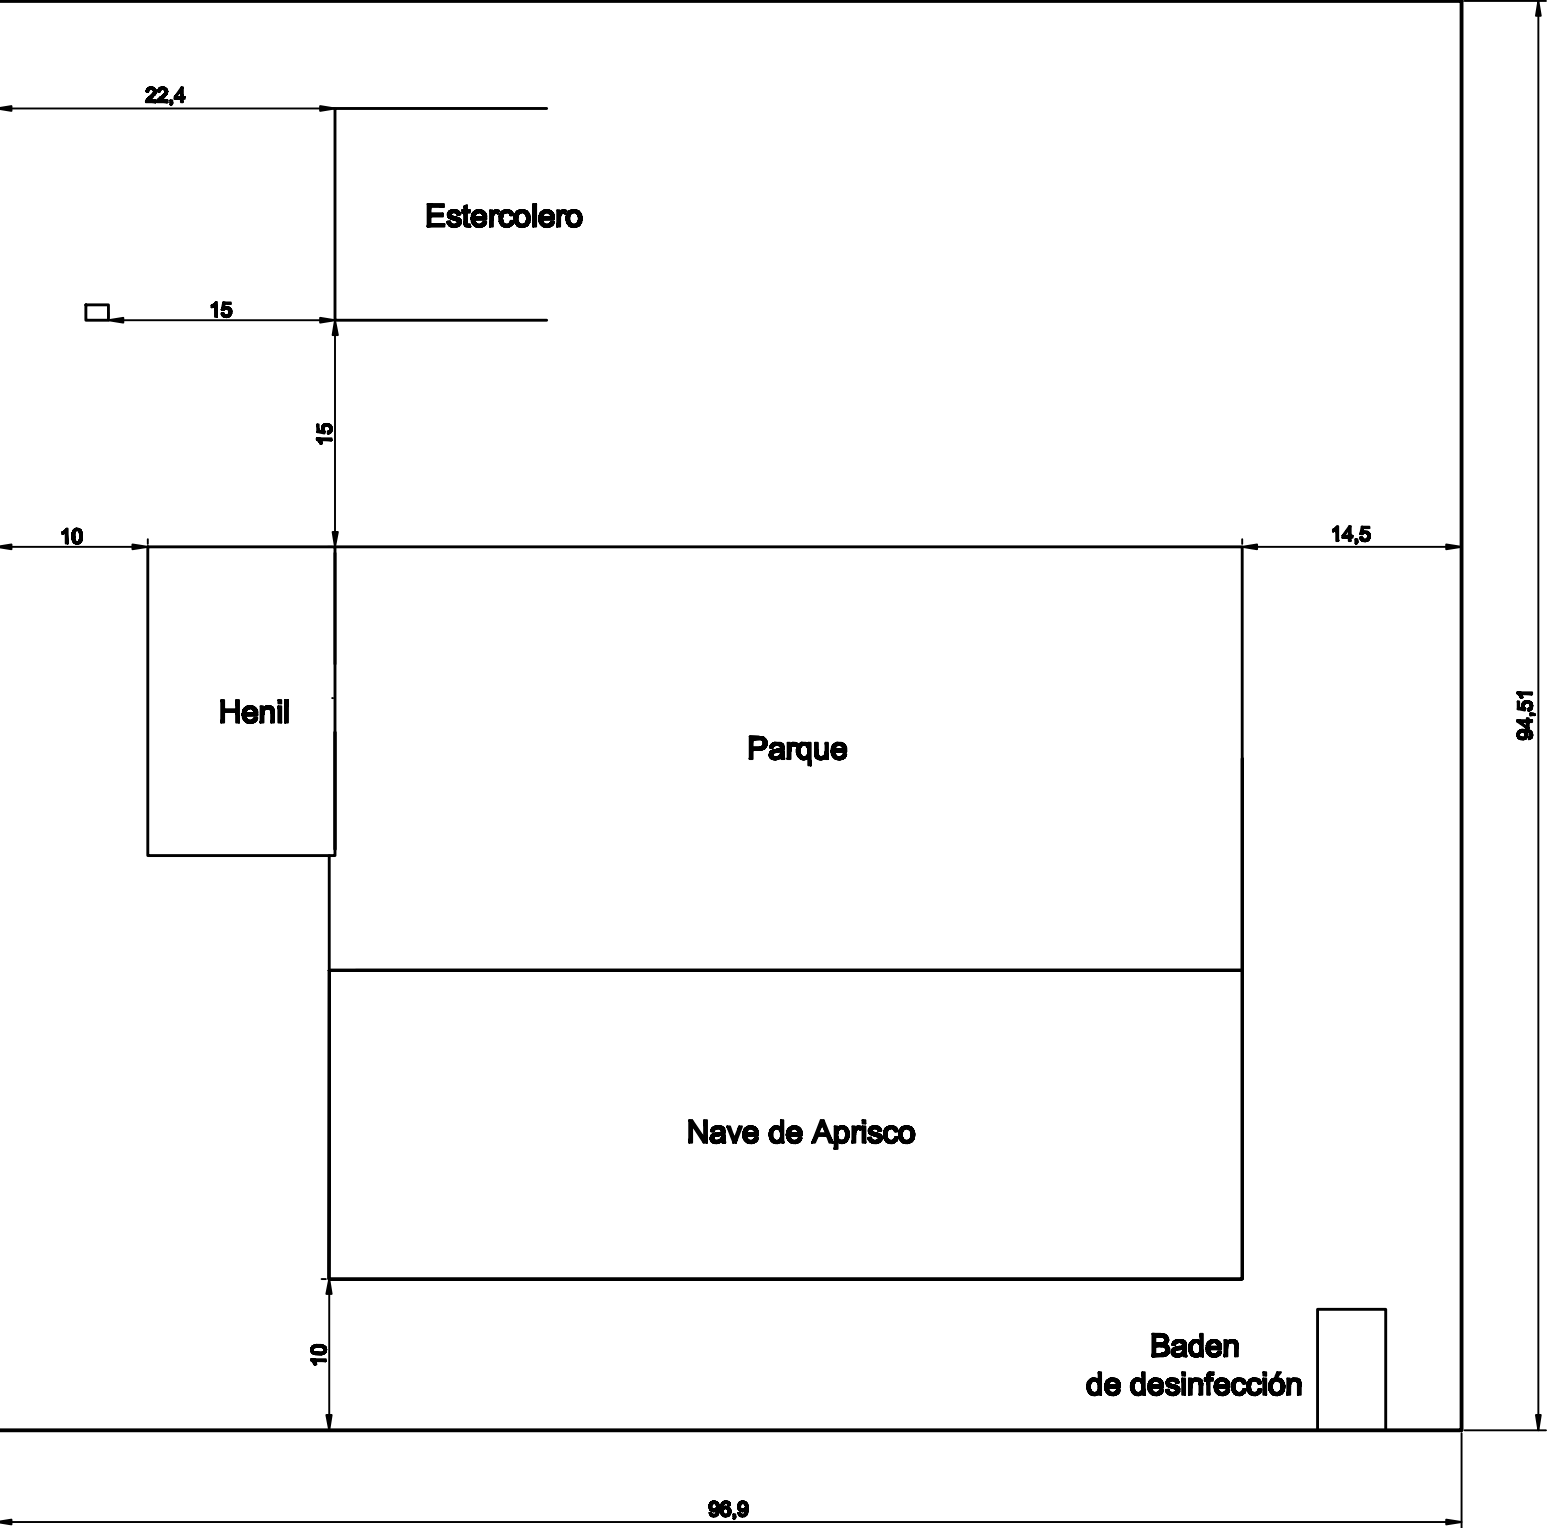 22,4
Estercolero
15
15
10
14,5
Henil
94,51
Parque
Nave de Aprisco
10
Baden
de desinfección
96,9